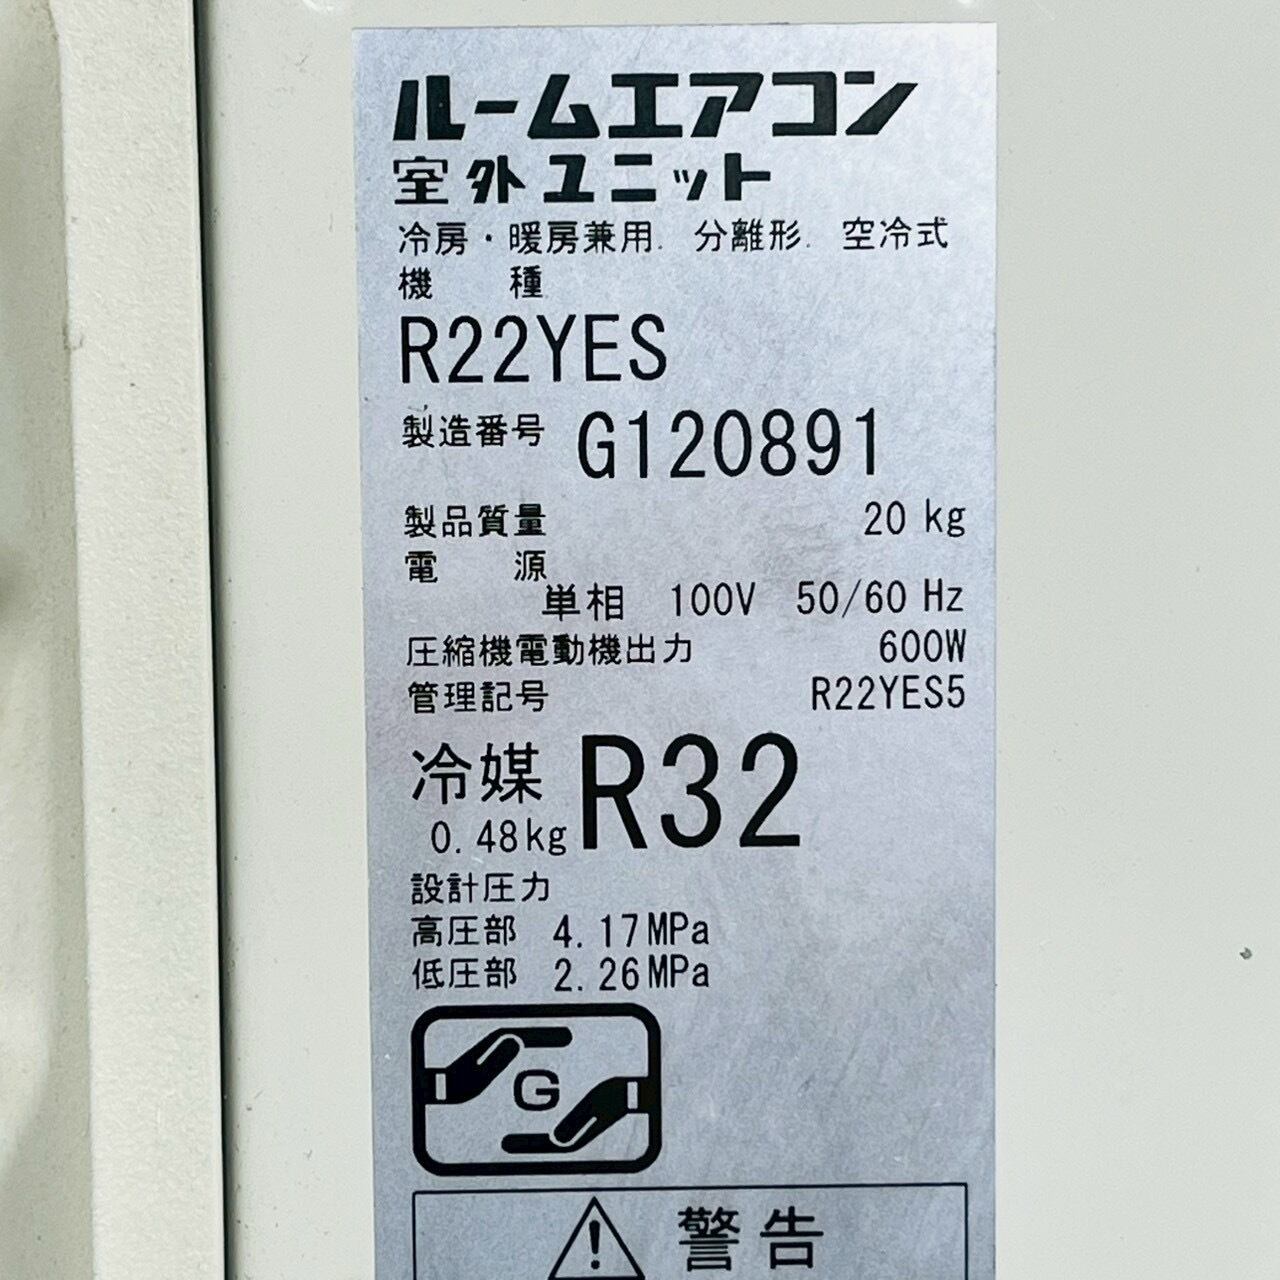 ルームエアコン
室外ユニット
冷房・暖房兼用. 分離形. 空冷式
機　種
R22YES
製造番号 G120891
製品質量 20 kg
電　源
単相 100V 50/60 Hz
圧縮機電動機出力 600W
管理記号 R22YES5
冷媒 R32
0.48kg
設計圧力
高圧部 4.17MPa
低圧部 2.26MPa
G
警告